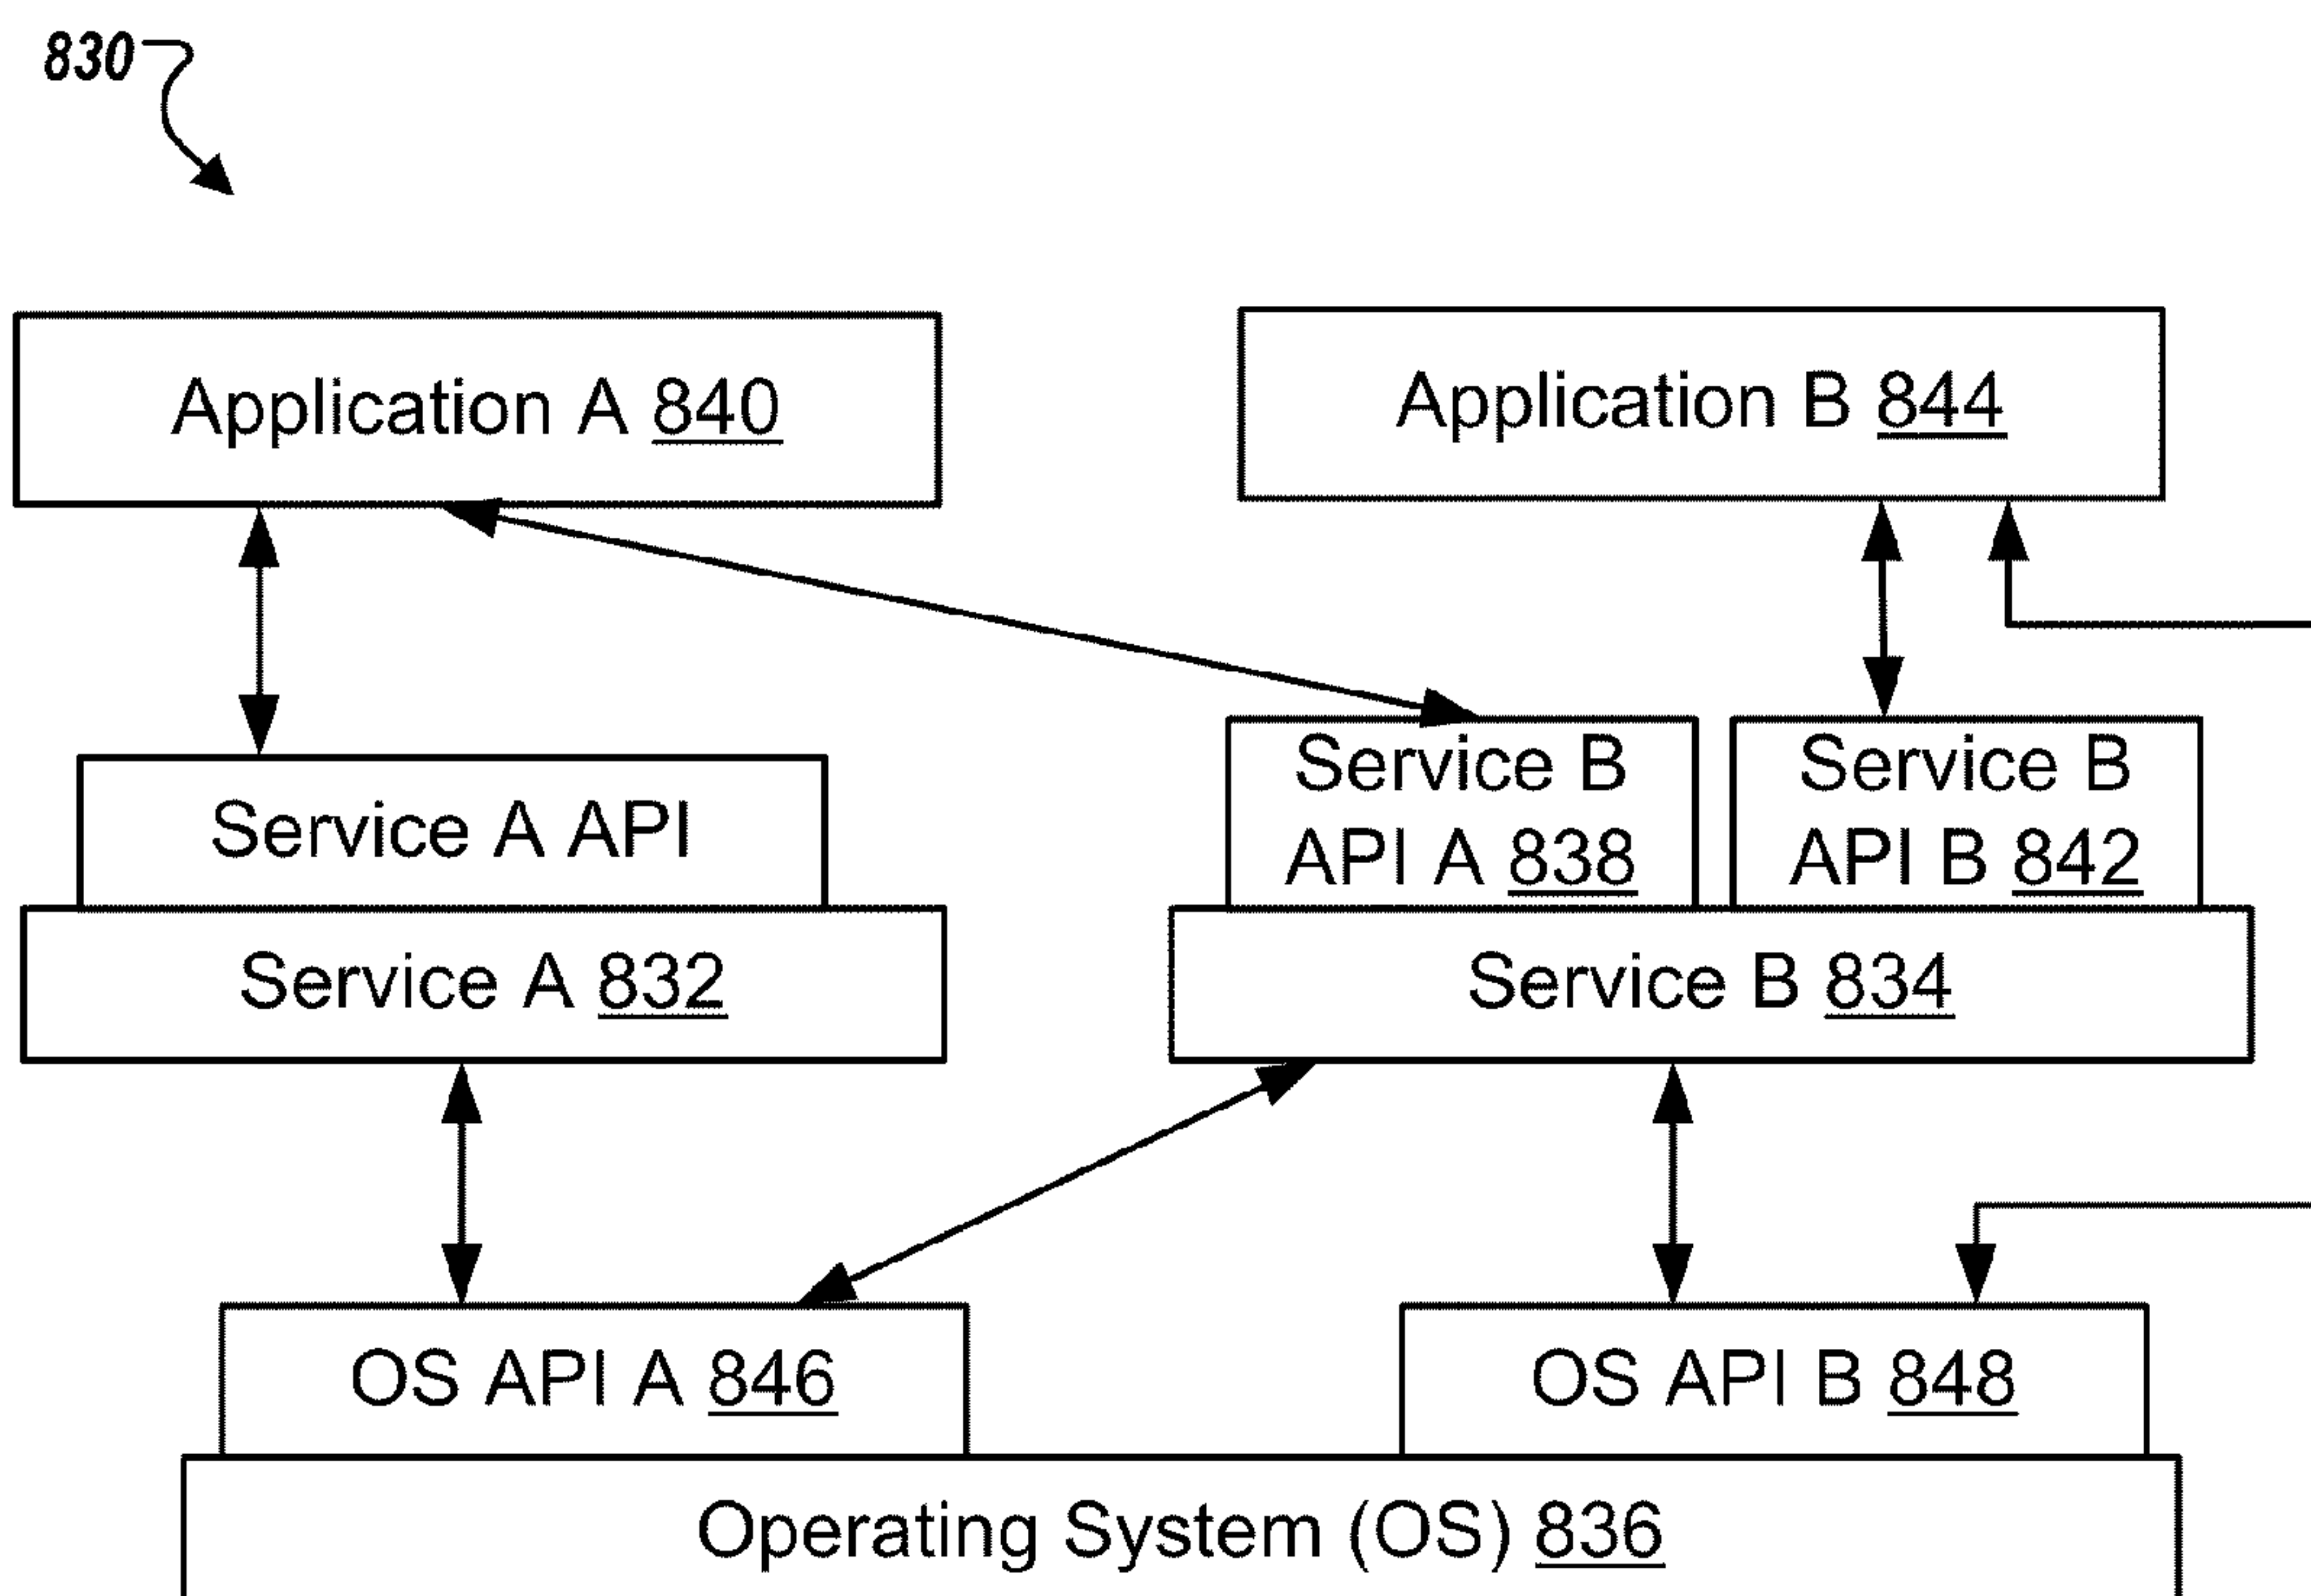 830
Application A 840
Application B 844
Service A API
Service B
API A 838
Service B
API B 842
Service A 832
Service B 834
OS API A 846
OS API B 848
Operating System (OS) 836